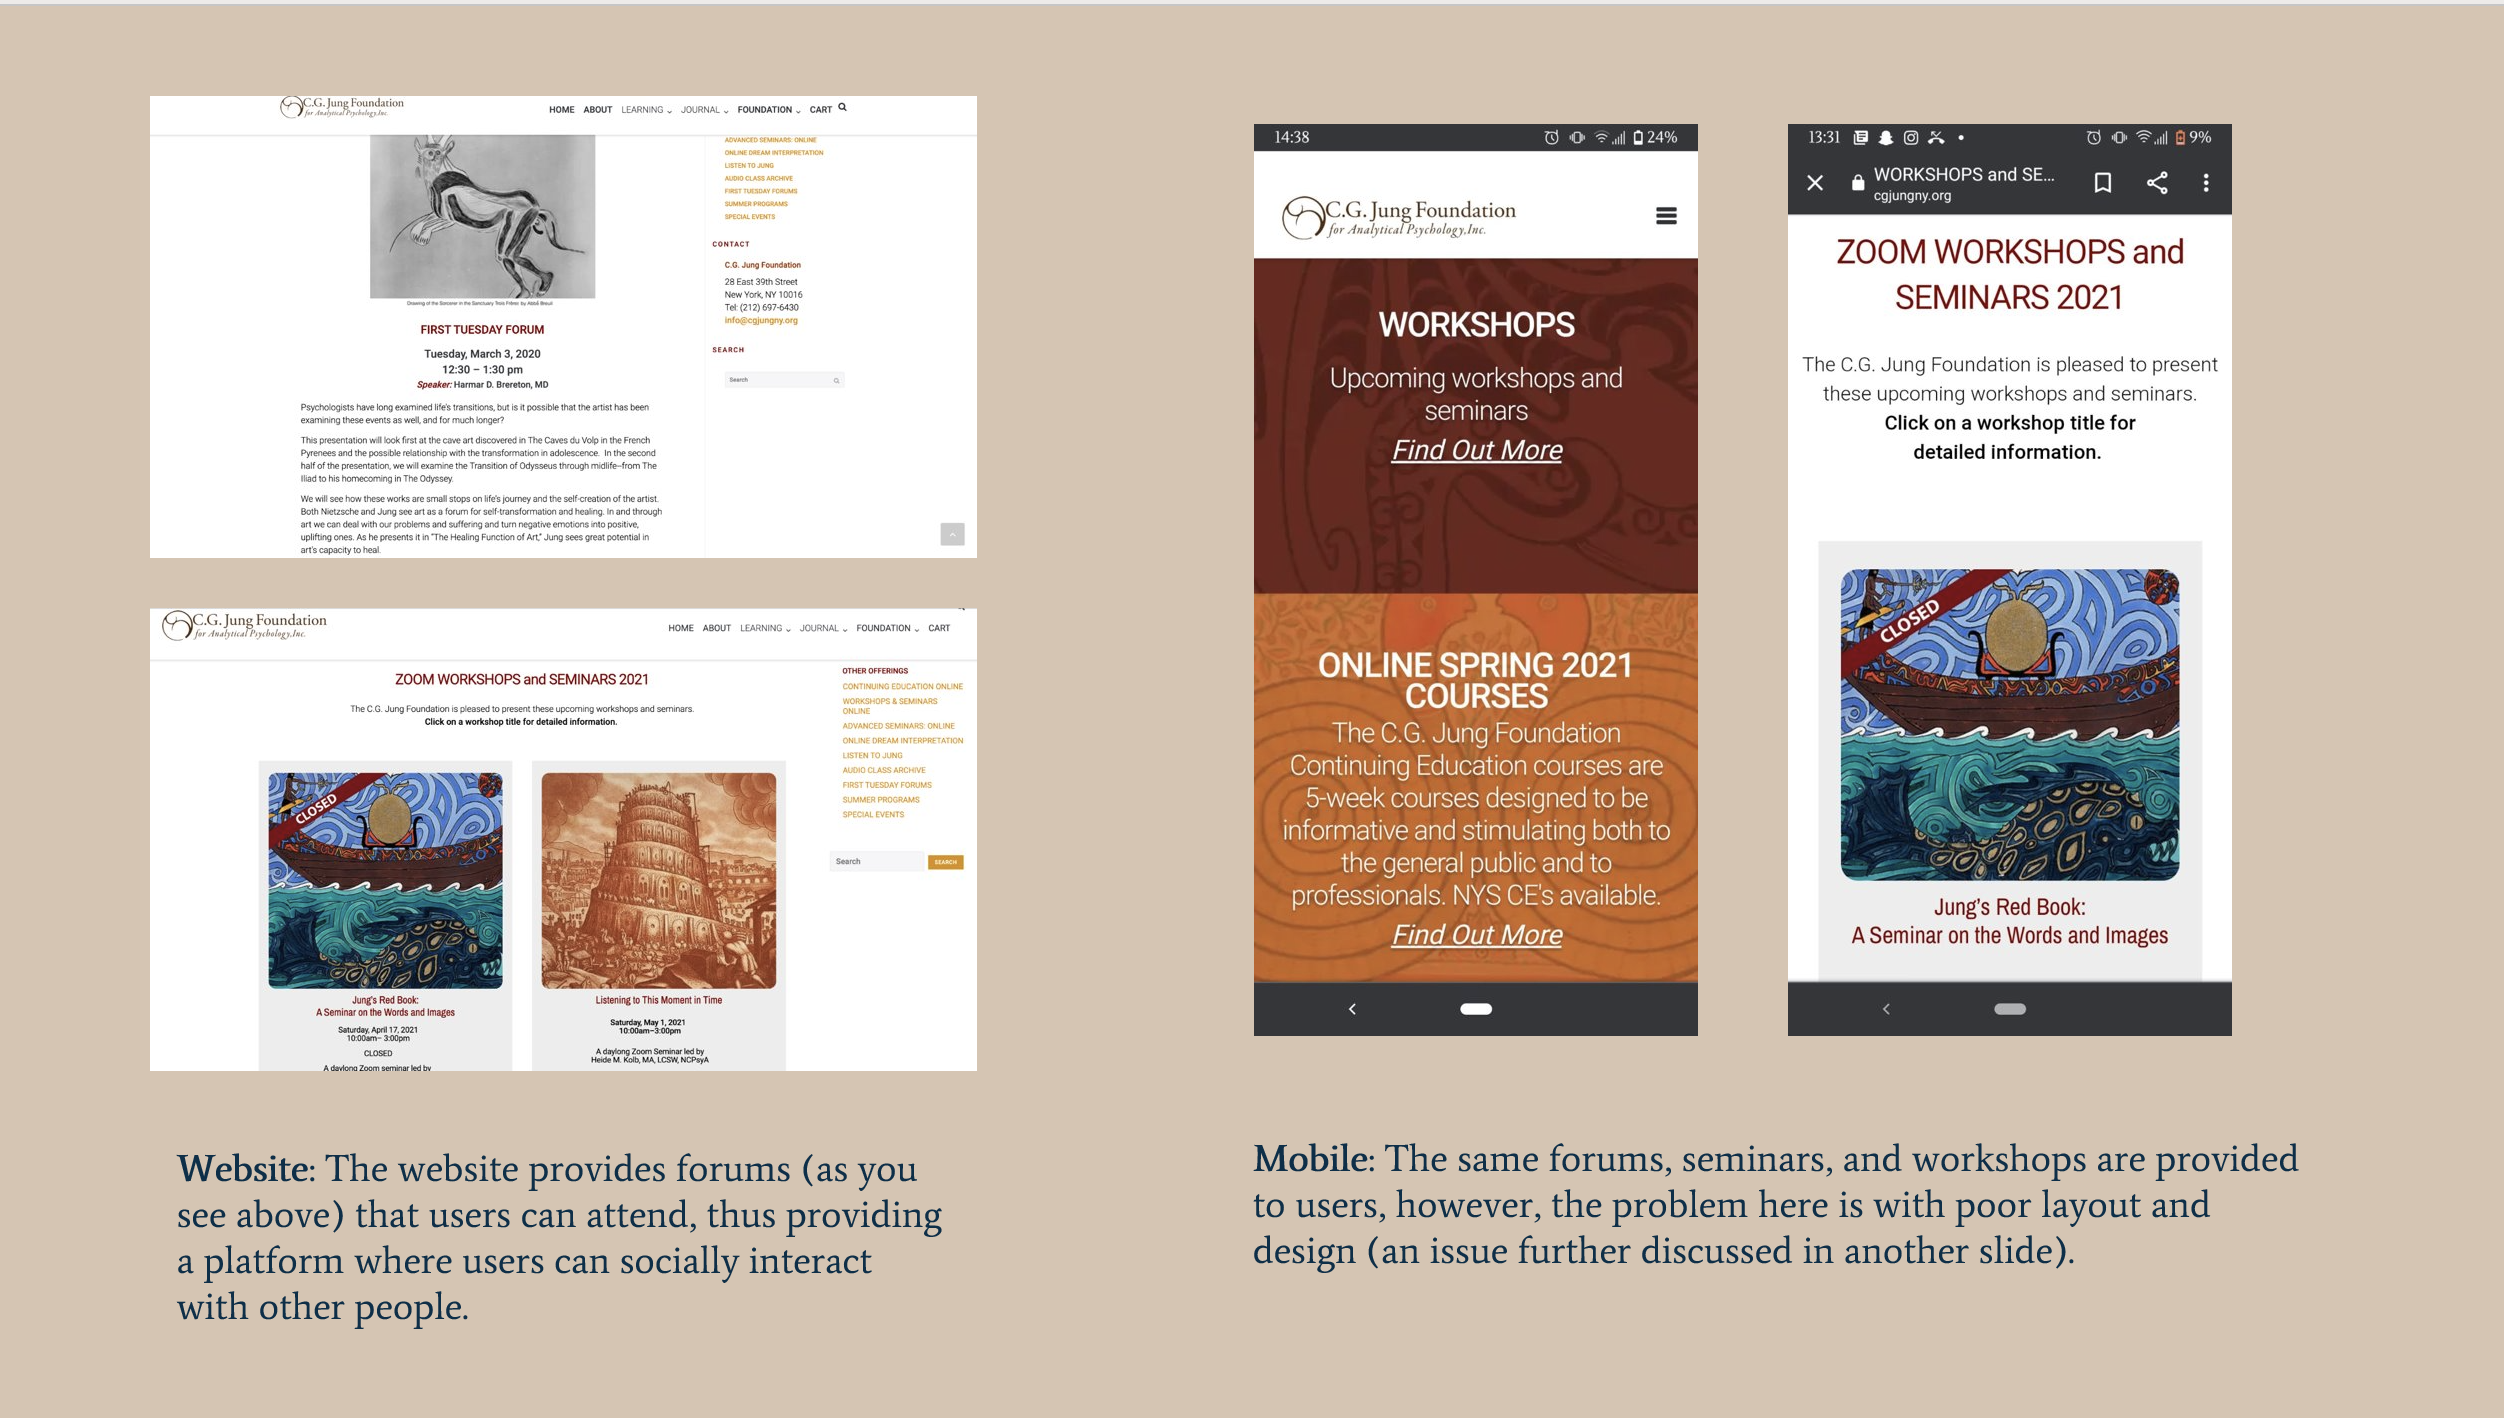 C.G. Jung Foundation
for Analytical Psychology,Inc.
HOME ABOUT LEARNING JOURNAL FOUNDATION CART
Drawing of the Sorcerer in the Sanctuary Trois Frères by Abbé Breuil
FIRST TUESDAY FORUM
Tuesday, March 3, 2020
12:30 – 1:30 pm
Speaker: Harmar D. Brereton, MD
Psychologists have long examined life's transitions, but is it possible that the artist has been
examining these events as well, and for much longer?
This presentation will look first at the cave art discovered in The Caves du Volp in the French
Pyrenees and the possible relationship with the transformation in adolescence. In the second
half of the presentation, we will examine the Transition of Odysseus through midlife–from The
Iliad to his homecoming in The Odyssey.
We will see how these works are small stops on life's journey and the self-creation of the artist.
Both Nietzsche and Jung see art as a forum for self-transformation and healing. In and through
art we can deal with our problems and suffering and turn negative emotions into positive,
uplifting ones. As he presents it in "The Healing Function of Art," Jung sees great potential in
art's capacity to heal.
ADVANCED SEMINARS: ONLINE
ONLINE DREAM INTERPRETATION
LISTEN TO JUNG
AUDIO CLASS ARCHIVE
FIRST TUESDAY FORUMS
SUMMER PROGRAMS
SPECIAL EVENTS
CONTACT
C.G. Jung Foundation
28 East 39th Street
New York, NY 10016
Tel: (212) 697-6430
info@cgjungny.org
SEARCH
Search
C.G. Jung Foundation
for Analytical Psychology,Inc.
HOME ABOUT LEARNING JOURNAL FOUNDATION CART
ZOOM WORKSHOPS and SEMINARS 2021
The C.G. Jung Foundation is pleased to present these upcoming workshops and seminars.
Click on a workshop title for detailed information.
CLOSED
Jung's Red Book:
A Seminar on the Words and Images
Saturday, April 17, 2021
10:00am– 3:00pm
CLOSED
A daylong Zoom seminar led by
Listening to This Moment in Time
Saturday, May 1, 2021
10:00am–3:00pm
A daylong Zoom Seminar led by
Heide M. Kolb, MA, LCSW, NCPsyA
OTHER OFFERINGS
CONTINUING EDUCATION ONLINE
WORKSHOPS & SEMINARS
ONLINE
ADVANCED SEMINARS: ONLINE
ONLINE DREAM INTERPRETATION
LISTEN TO JUNG
AUDIO CLASS ARCHIVE
FIRST TUESDAY FORUMS
SUMMER PROGRAMS
SPECIAL EVENTS
Search SEARCH
Website: The website provides forums (as you
see above) that users can attend, thus providing
a platform where users can socially interact
with other people.
14:38 24%
C.G. Jung Foundation
for Analytical Psychology,Inc.
WORKSHOPS
Upcoming workshops and
seminars
Find Out More
ONLINE SPRING 2021
COURSES
The C.G. Jung Foundation
Continuing Education courses are
5-week courses designed to be
informative and stimulating both to
the general public and to
professionals. NYS CE's available.
Find Out More
13:31 9%
WORKSHOPS and SE...
cgjungny.org
ZOOM WORKSHOPS and
SEMINARS 2021
The C.G. Jung Foundation is pleased to present
these upcoming workshops and seminars.
Click on a workshop title for
detailed information.
CLOSED
Jung's Red Book:
A Seminar on the Words and Images
Mobile: The same forums, seminars, and workshops are provided
to users, however, the problem here is with poor layout and
design (an issue further discussed in another slide).